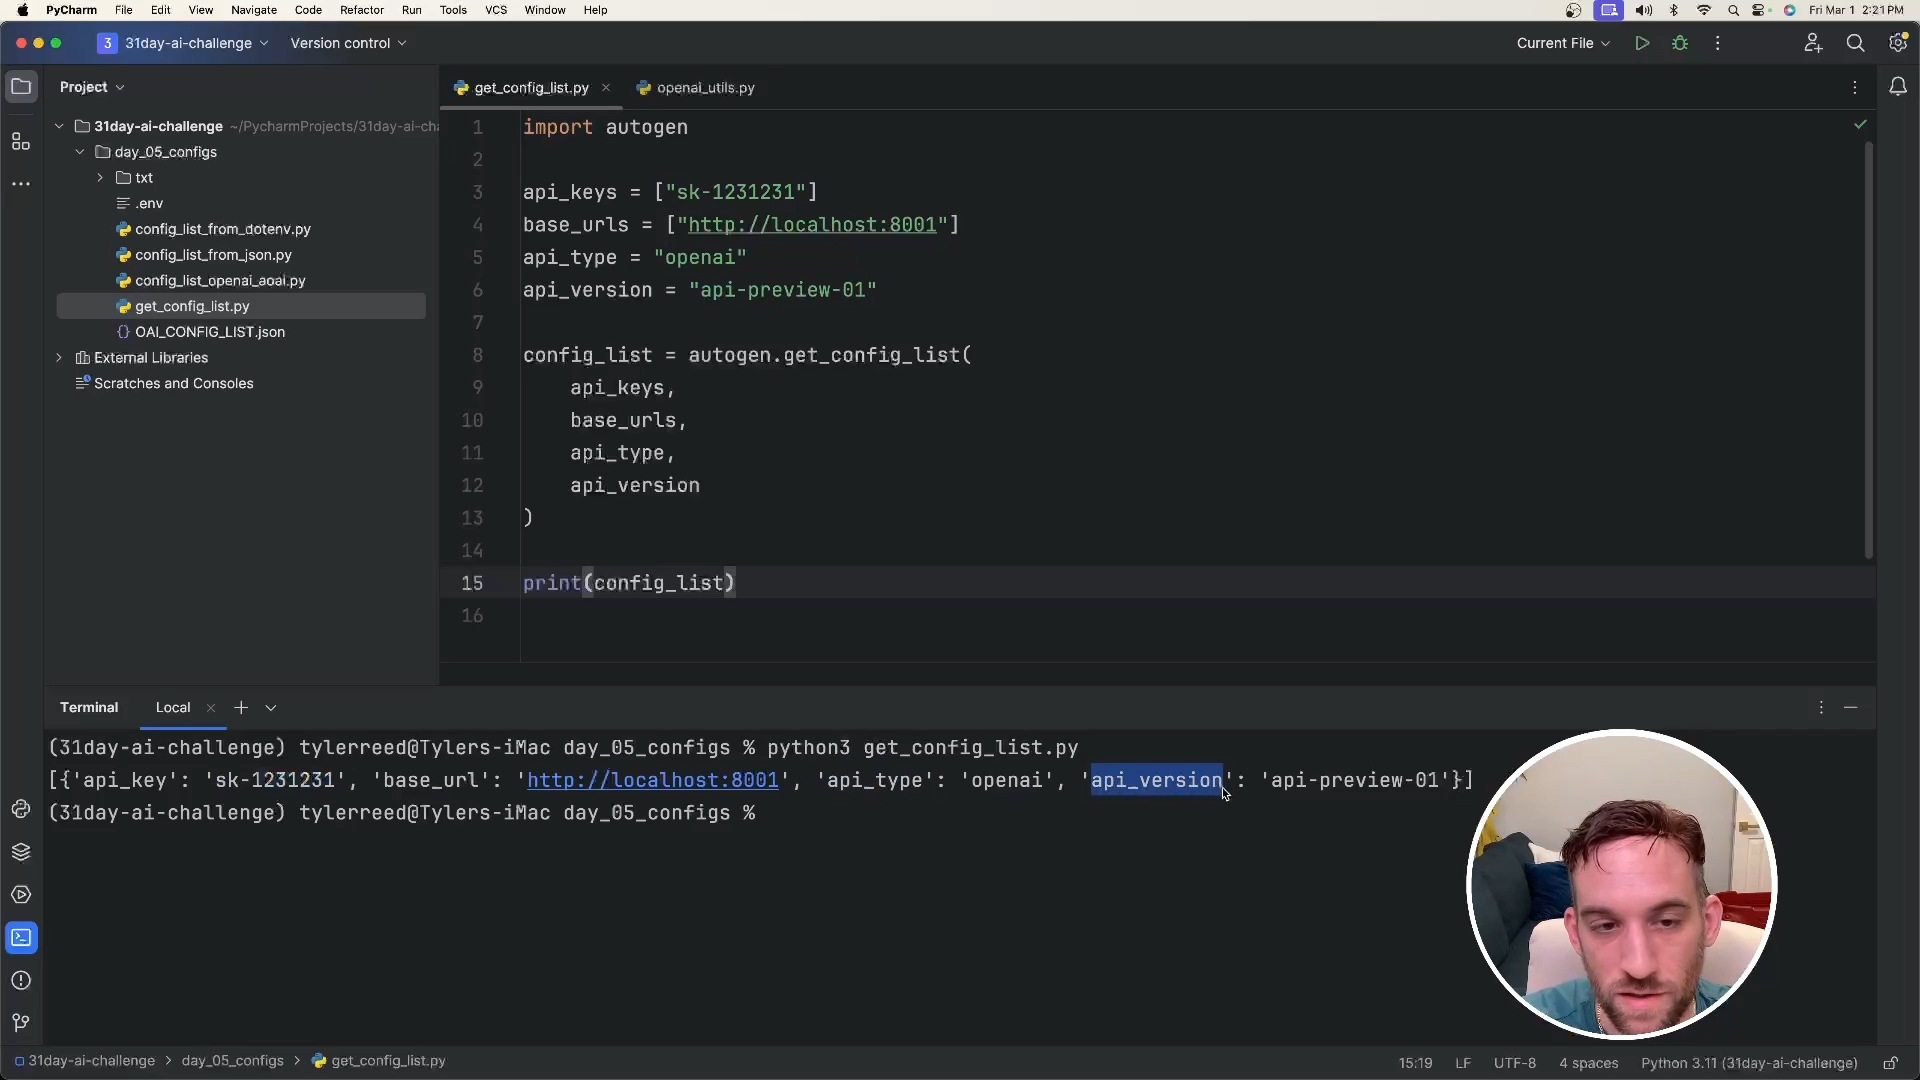 PyCharm File Edit View Navigate Code Refactor Run Tools VCS Window Help Fri Mar 1 2:21 PM
3 31day-ai-challenge Version control Current File
Project
get_config_list.py openai_utils.py
31day-ai-challenge ~/PycharmProjects/31day-ai-cha
day_05_configs
txt
.env
config_list_from_dotenv.py
config_list_from_json.py
config_list_openai_aoai.py
get_config_list.py
OAI_CONFIG_LIST.json
External Libraries
Scratches and Consoles
1 import autogen
2
3 api_keys = ["sk-1231231"]
4 base_urls = ["http://localhost:8001"]
5 api_type = "openai"
6 api_version = "api-preview-01"
7
8 config_list = autogen.get_config_list(
9 api_keys,
10 base_urls,
11 api_type,
12 api_version
13 )
14
15 print(config_list)
16
Terminal Local
(31day-ai-challenge) tylerreed@Tylers-iMac day_05_configs % python3 get_config_list.py
[{'api_key': 'sk-1231231', 'base_url': 'http://localhost:8001', 'api_type': 'openai', 'api_version': 'api-preview-01'}]
(31day-ai-challenge) tylerreed@Tylers-iMac day_05_configs %
31day-ai-challenge > day_05_configs > get_config_list.py 15:19 LF UTF-8 4 spaces Python 3.11 (31day-ai-challenge)